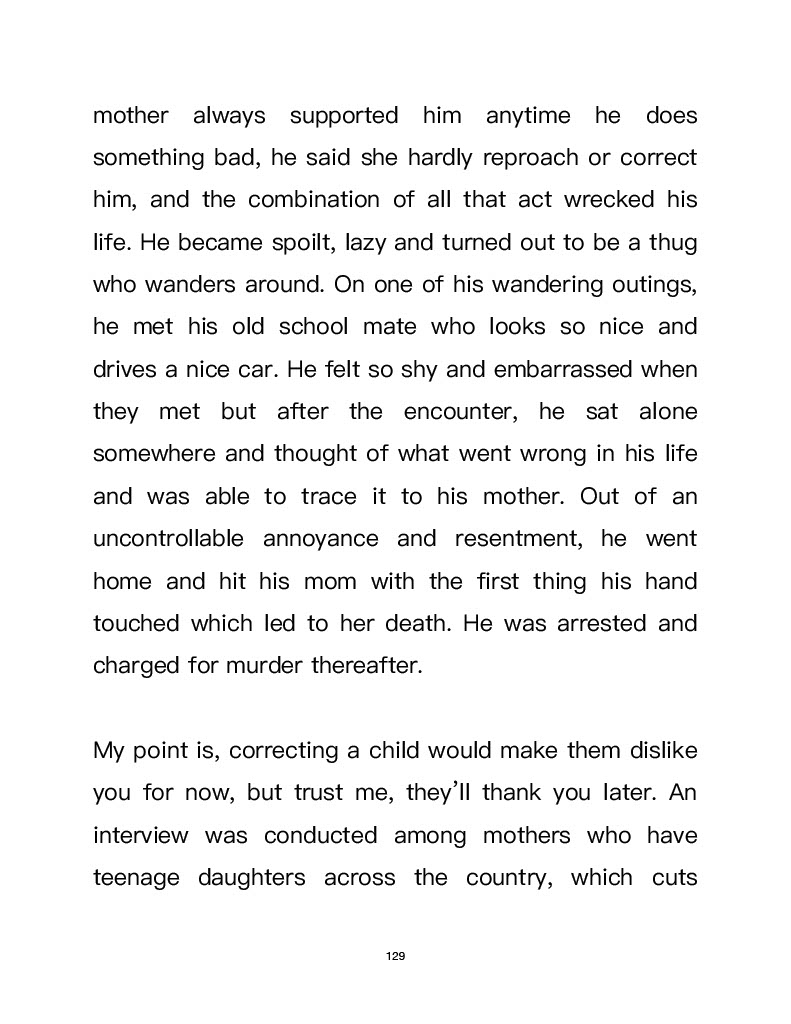 mother always supported him anytime he does
something bad, he said she hardly reproach or correct
him, and the combination of all that act wrecked his
life. He became spoilt, lazy and turned out to be a thug
who wanders around. On one of his wandering outings,
he met his old school mate who looks so nice and
drives a nice car. He felt so shy and embarrassed when
they met but after the encounter, he sat alone
somewhere and thought of what went wrong in his life
and was able to trace it to his mother. Out of an
uncontrollable annoyance and resentment, he went
home and hit his mom with the first thing his hand
touched which led to her death. He was arrested and
charged for murder thereafter.
My point is, correcting a child would make them dislike
you for now, but trust me, they’ll thank you later. An
interview was conducted among mothers who have
teenage daughters across the country, which cuts
129